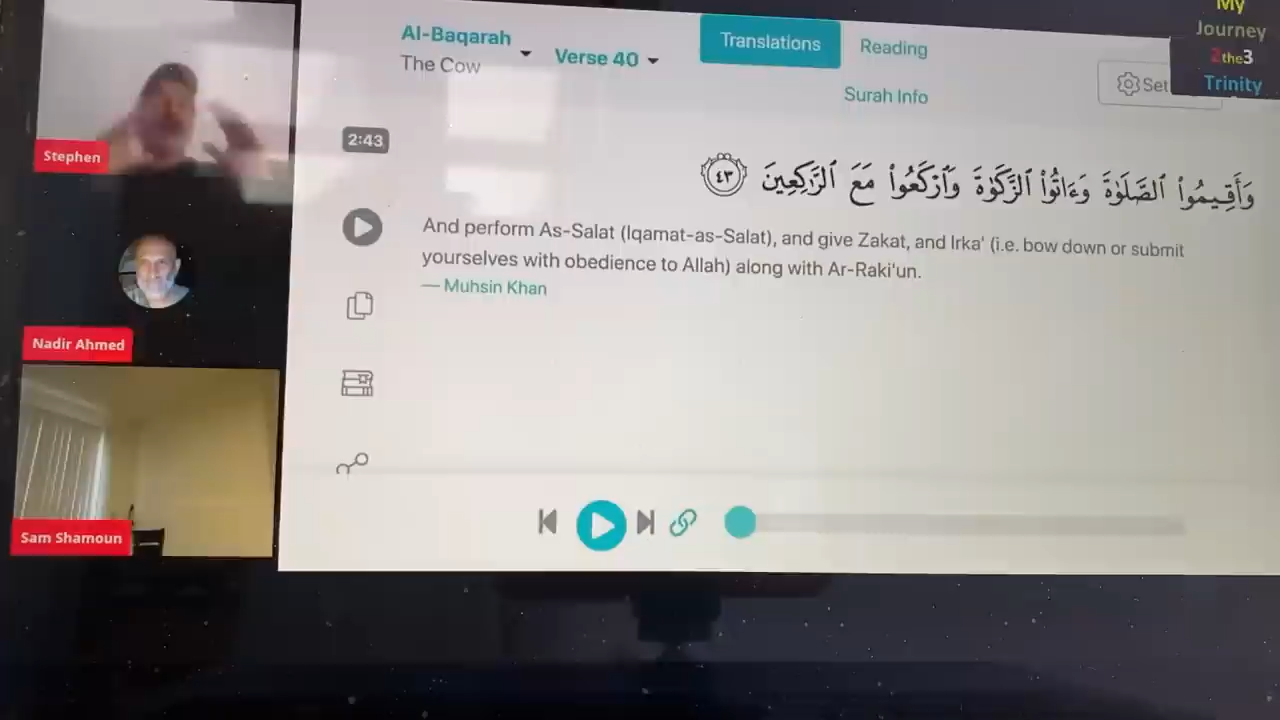 My
Journey
2the3
Trinity
Al-Baqarah
The Cow
Verse 40
Translations
Reading
Surah Info
Set
2:43
وَأَقِيمُوا۟ ٱلصَّلَوٰةَ وَءَاتُوا۟ ٱلزَّكَوٰةَ وَٱرْكَعُوا۟ مَعَ ٱلرَّٰكِعِينَ ٤٣
And perform As-Salat (Iqamat-as-Salat), and give Zakat, and Irka' (i.e. bow down or submit
yourselves with obedience to Allah) along with Ar-Raki'un.
— Muhsin Khan
Stephen
Nadir Ahmed
Sam Shamoun